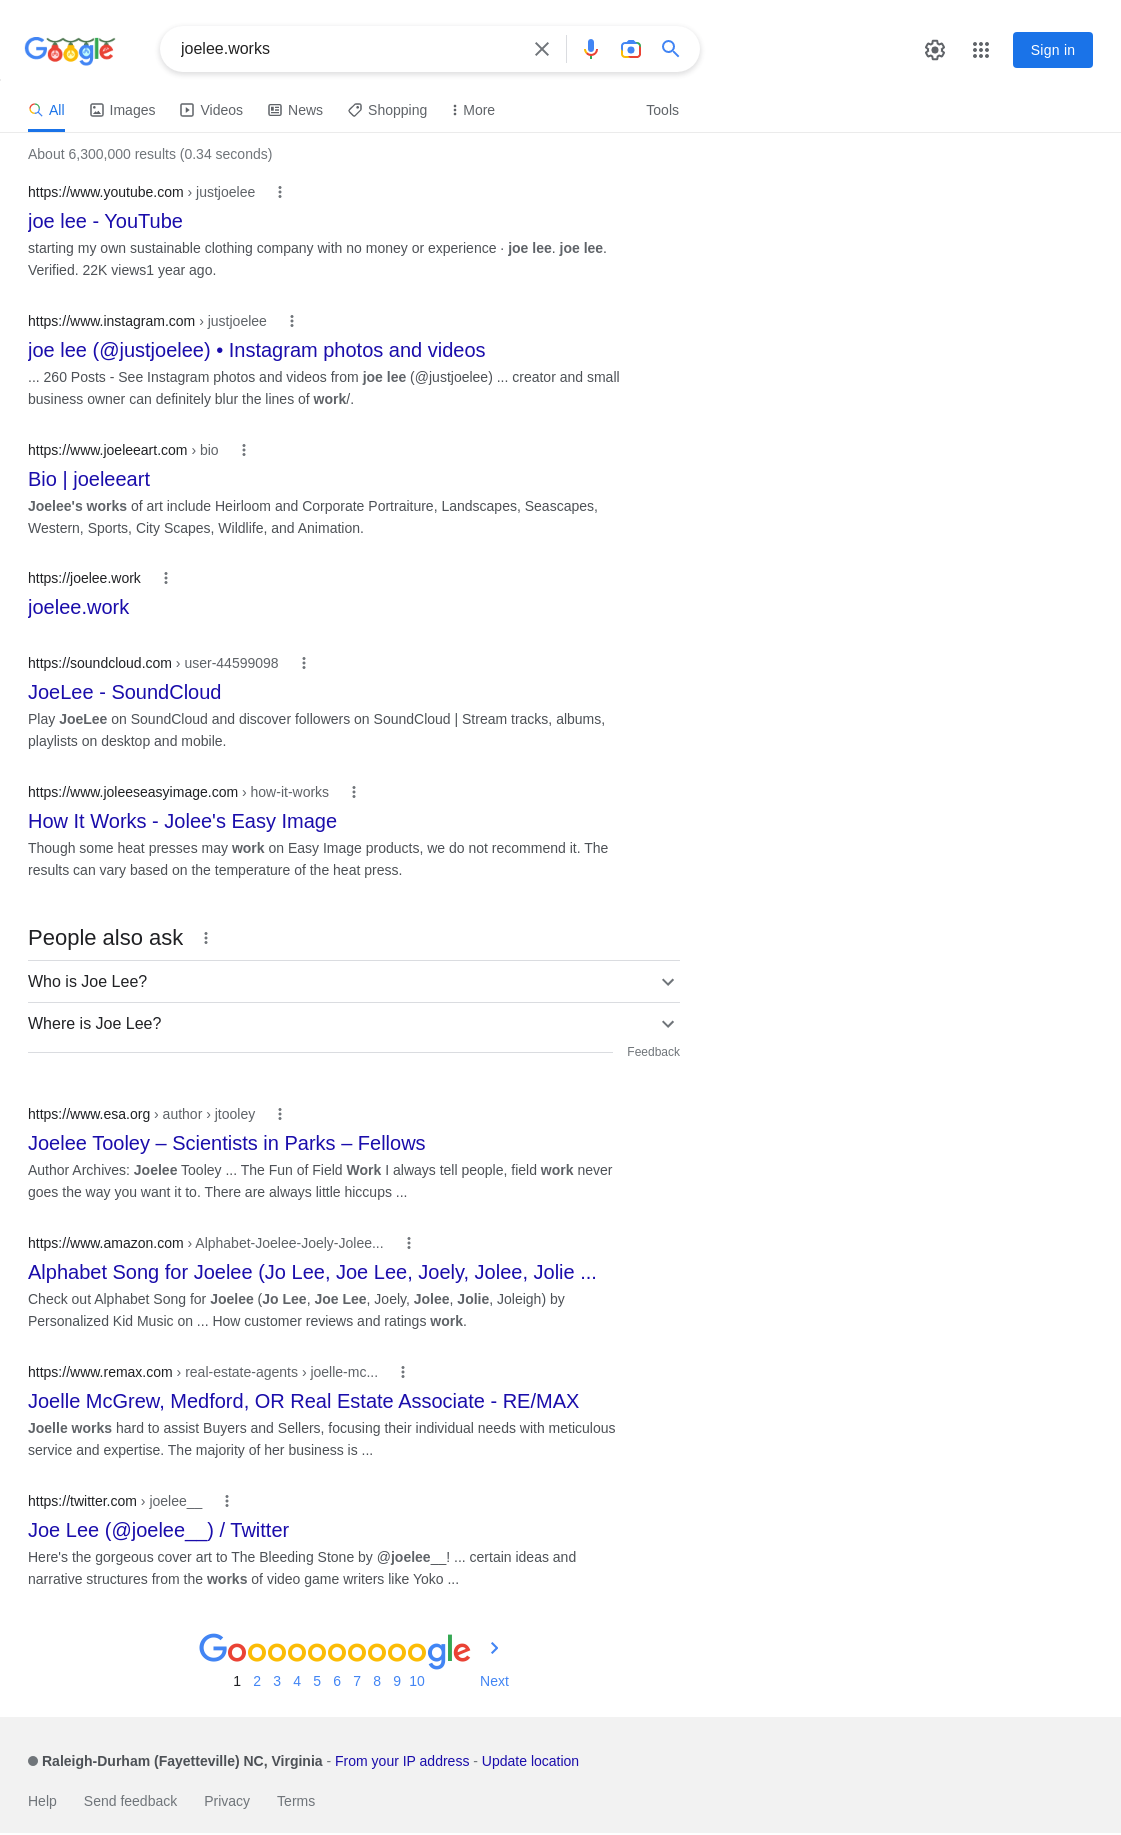 Google
joelee.works
Sign in
All Images Videos News Shopping More Tools
About 6,300,000 results (0.34 seconds)
https://www.youtube.com › justjoelee
joe lee - YouTube
starting my own sustainable clothing company with no money or experience · joe lee. joe lee.
Verified. 22K views1 year ago.
https://www.instagram.com › justjoelee
joe lee (@justjoelee) • Instagram photos and videos
... 260 Posts - See Instagram photos and videos from joe lee (@justjoelee) ... creator and small
business owner can definitely blur the lines of work/.
https://www.joeleeart.com › bio
Bio | joeleeart
Joelee's works of art include Heirloom and Corporate Portraiture, Landscapes, Seascapes,
Western, Sports, City Scapes, Wildlife, and Animation.
https://joelee.work
joelee.work
https://soundcloud.com › user-44599098
JoeLee - SoundCloud
Play JoeLee on SoundCloud and discover followers on SoundCloud | Stream tracks, albums,
playlists on desktop and mobile.
https://www.joleeseasyimage.com › how-it-works
How It Works - Jolee's Easy Image
Though some heat presses may work on Easy Image products, we do not recommend it. The
results can vary based on the temperature of the heat press.
People also ask
Who is Joe Lee?
Where is Joe Lee?
Feedback
https://www.esa.org › author › jtooley
Joelee Tooley – Scientists in Parks – Fellows
Author Archives: Joelee Tooley ... The Fun of Field Work I always tell people, field work never
goes the way you want it to. There are always little hiccups ...
https://www.amazon.com › Alphabet-Joelee-Joely-Jolee...
Alphabet Song for Joelee (Jo Lee, Joe Lee, Joely, Jolee, Jolie ...
Check out Alphabet Song for Joelee (Jo Lee, Joe Lee, Joely, Jolee, Jolie, Joleigh) by
Personalized Kid Music on ... How customer reviews and ratings work.
https://www.remax.com › real-estate-agents › joelle-mc...
Joelle McGrew, Medford, OR Real Estate Associate - RE/MAX
Joelle works hard to assist Buyers and Sellers, focusing their individual needs with meticulous
service and expertise. The majority of her business is ...
https://twitter.com › joelee__
Joe Lee (@joelee__) / Twitter
Here's the gorgeous cover art to The Bleeding Stone by @joelee__! ... certain ideas and
narrative structures from the works of video game writers like Yoko ...
Goooooooooogle
1 2 3 4 5 6 7 8 9 10 Next
Raleigh-Durham (Fayetteville) NC, Virginia - From your IP address - Update location
Help Send feedback Privacy Terms